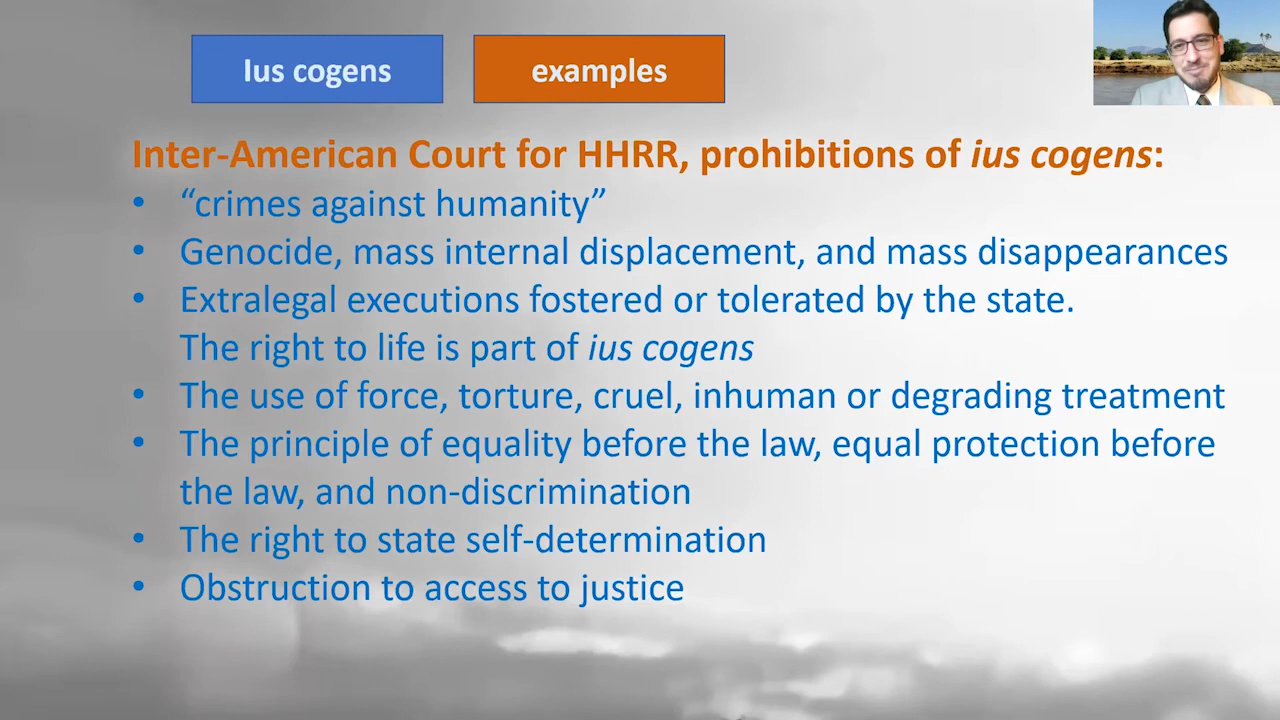 Ius cogens
examples
Inter-American Court for HHRR, prohibitions of ius cogens:
• “crimes against humanity”
• Genocide, mass internal displacement, and mass disappearances
• Extralegal executions fostered or tolerated by the state.
The right to life is part of ius cogens
• The use of force, torture, cruel, inhuman or degrading treatment
• The principle of equality before the law, equal protection before
the law, and non-discrimination
• The right to state self-determination
• Obstruction to access to justice